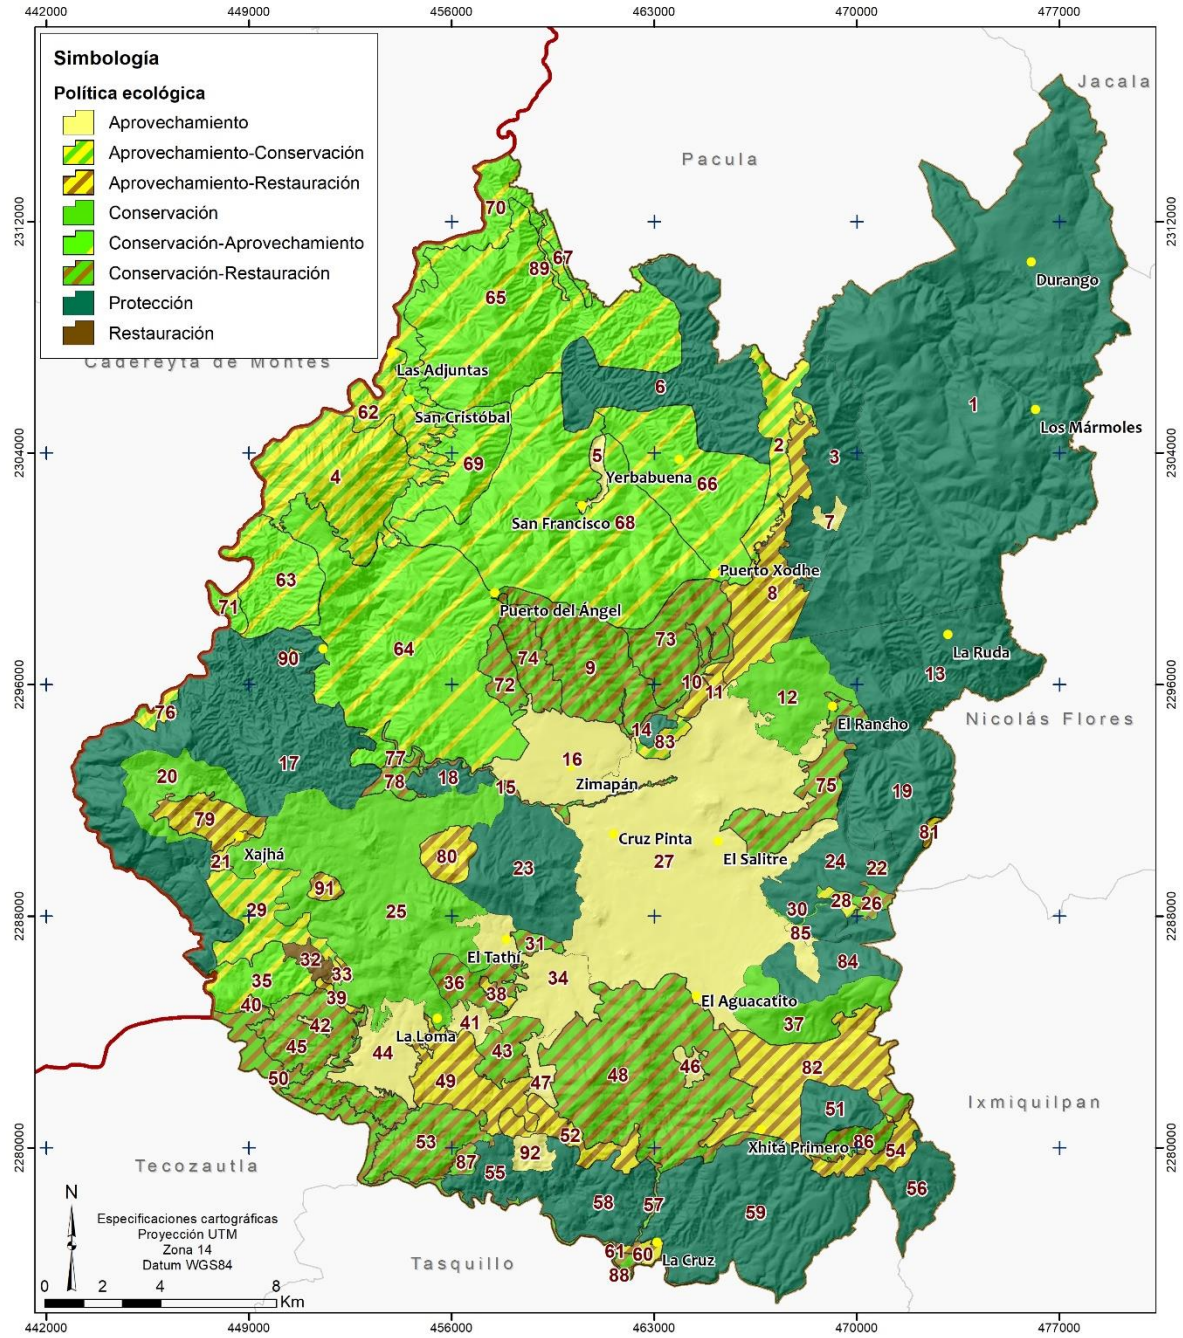 442000 449000 456000 463000 470000 477000
Simbología
Política ecológica
Aprovechamiento
Aprovechamiento-Conservación
Aprovechamiento-Restauración
Conservación
Conservación-Aprovechamiento
Conservación-Restauración
Protección
Restauración
Jacala
Pacula
2312000 2312000
70
67
89
65
Durango
Cadereyta de Montes
Las Adjuntas
6
1
62
San Cristóbal
Los Mármoles
2304000 2304000
2
3
5
69
4
Yerbabuena
66
San Francisco
68
7
Puerto Xodhe
63
8
71
Puerto del Ángel
73
64
La Ruda
90
74
9
13
2296000 2296000
72
10
11
12
76
Nicolás Flores
El Rancho
14
83
77
16
17
20
78
18
15
Zimapán
75
19
79
Cruz Pinta
81
El Salitre
Xajhá
21
80
23
27
24
22
91
28
26
2288000 2288000
29
25
30
85
31
El Tathí
32
33
84
35
36
34
38
39
40
El Aguacatito
41
37
42
La Loma
45
43
44
46
82
50
49
47
48
51
Ixmiquilpan
52
53
86
Xhitá Primero
54
2280000 2280000
92
87
55
Tecozautla
56
58
57
59
N
Especificaciones cartográficas
Proyección UTM
Zona 14
Datum WGS84
61
60
La Cruz
Tasquillo
88
0 2 4 8
Km
442000 449000 456000 463000 470000 477000